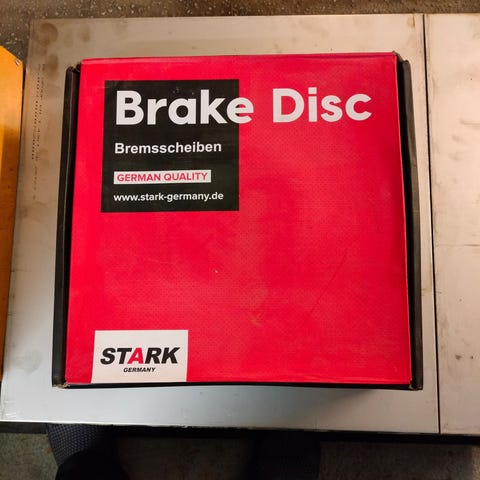 Brake Disc
Bremsscheiben
GERMAN QUALITY
www.stark-germany.de
STARK
GERMANY